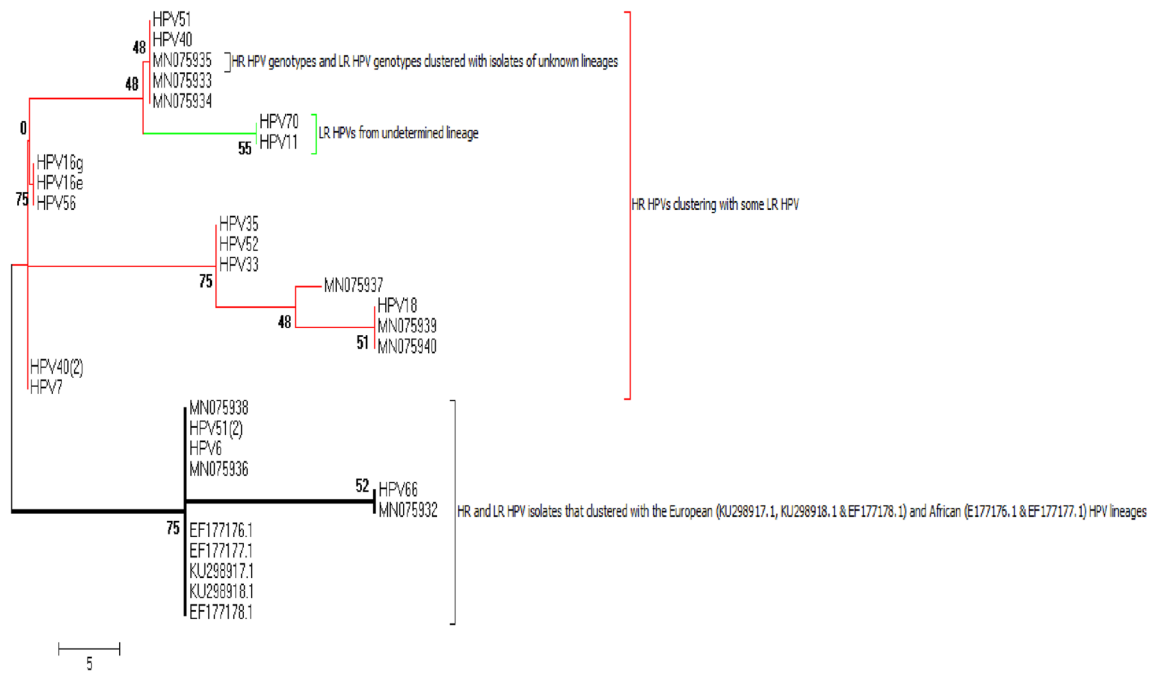 HPV51
48
HPV40
MN075935
HR HPV genotypes and LR HPV genotypes clustered with isolates of unknown lineages
48
MN075933
MN075934
0
HPV70
LR HPVs from undetermined lineage
55
HPV11
HPV16g
HPV16e
75
HPV56
HR HPVs clustering with some LR HPV
HPV35
HPV52
HPV33
75
MN075937
HPV18
48
MN075939
51
MN075940
HPV40(2)
HPV7
MN075938
HPV51(2)
HPV6
MN075936
52
HPV66
MN075932
HR and LR HPV isolates that clustered with the European (KU298917.1, KU298918.1 & EF177178.1) and African (E177176.1 & EF177177.1) HPV lineages
75
EF177176.1
EF177177.1
KU298917.1
KU298918.1
EF177178.1
5